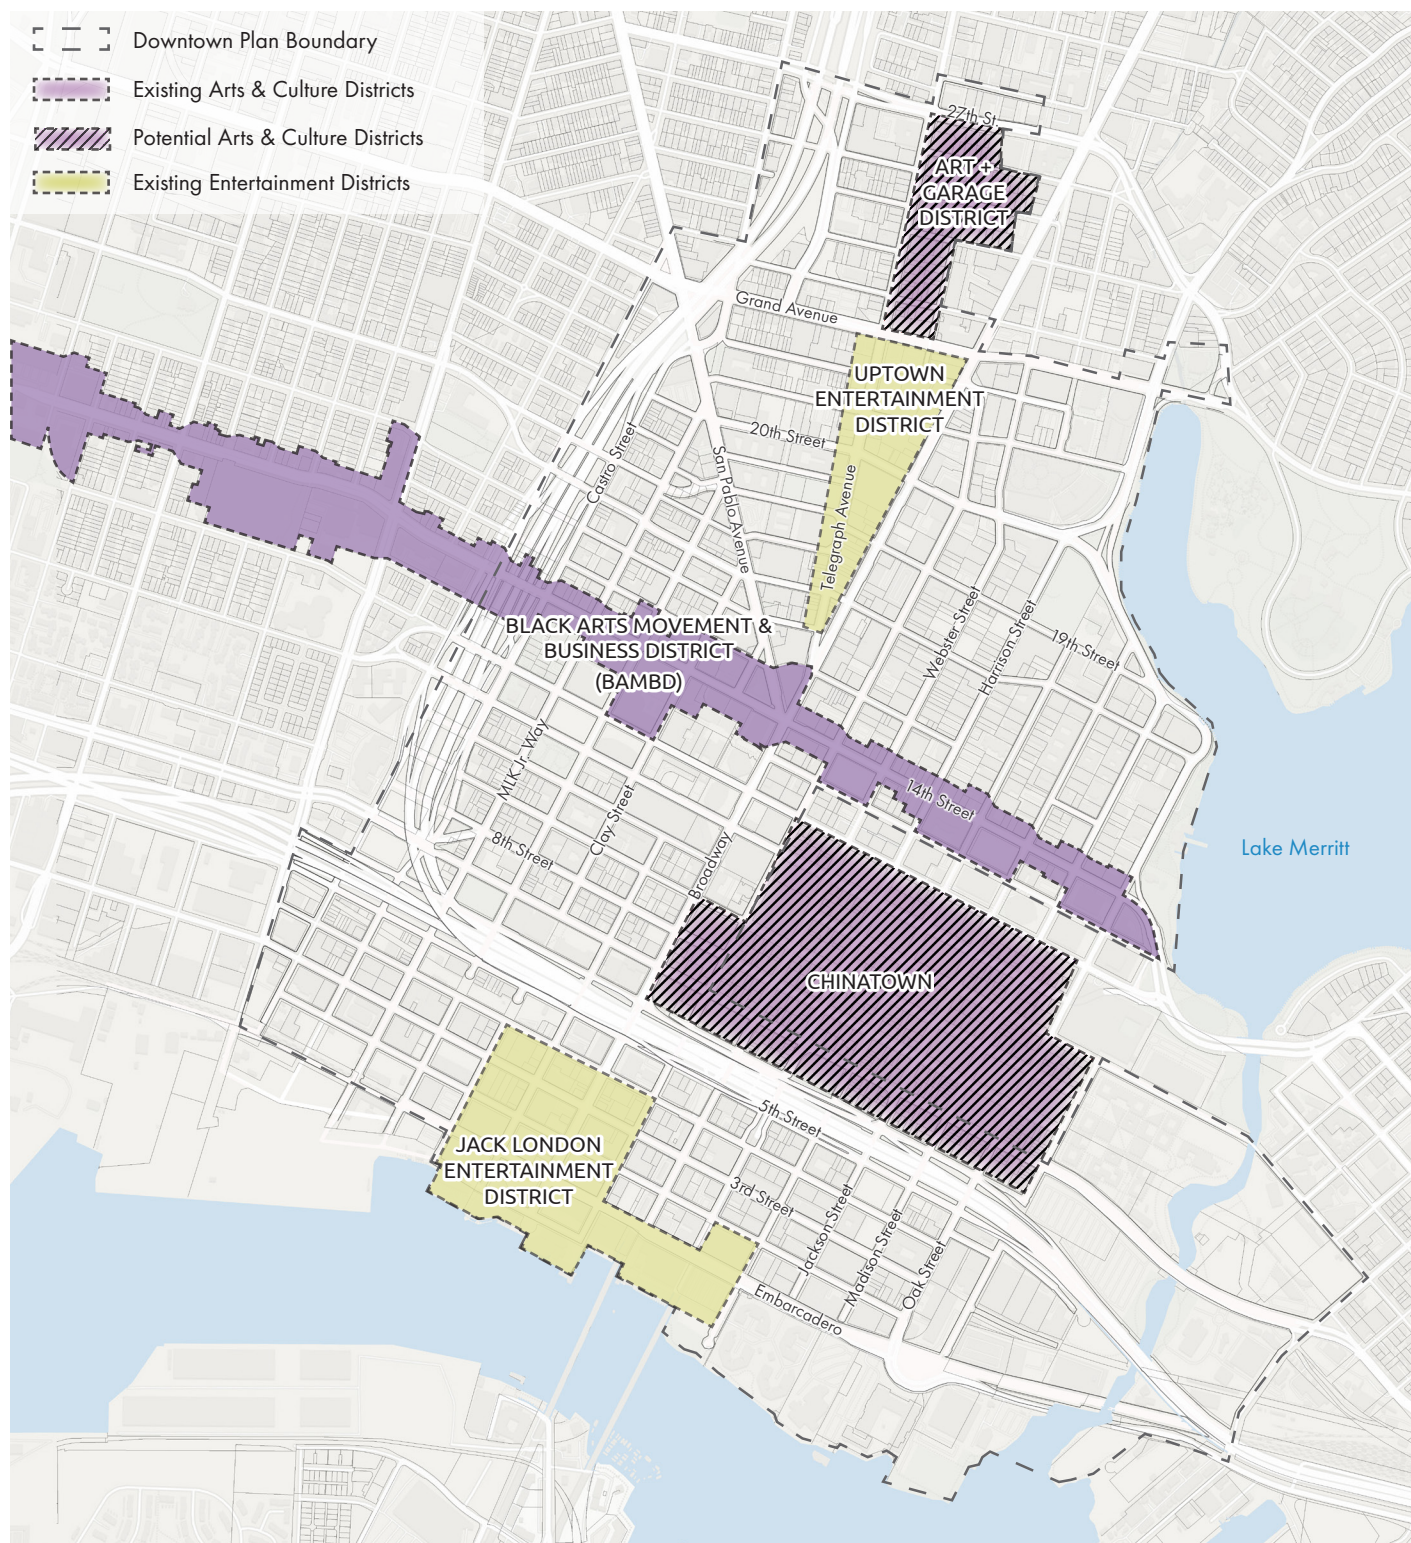 Downtown Plan Boundary
Existing Arts & Culture Districts
Potential Arts & Culture Districts
Existing Entertainment Districts
27th St.
ART +
GARAGE
DISTRICT
Grand Avenue
UPTOWN
ENTERTAINMENT
DISTRICT
20th Street
Castro Street
San Pablo Avenue
Telegraph Avenue
BLACK ARTS MOVEMENT &
BUSINESS DISTRICT
(BAMBD)
Webster Street
Harrison Street
19th Street
MLK Jr. Way
Clay Street
14th Street
8th Street
Broadway
Lake Merritt
CHINATOWN
5th Street
JACK LONDON
ENTERTAINMENT
DISTRICT
3rd Street
Jackson Street
Madison Street
Oak Street
Embarcadero